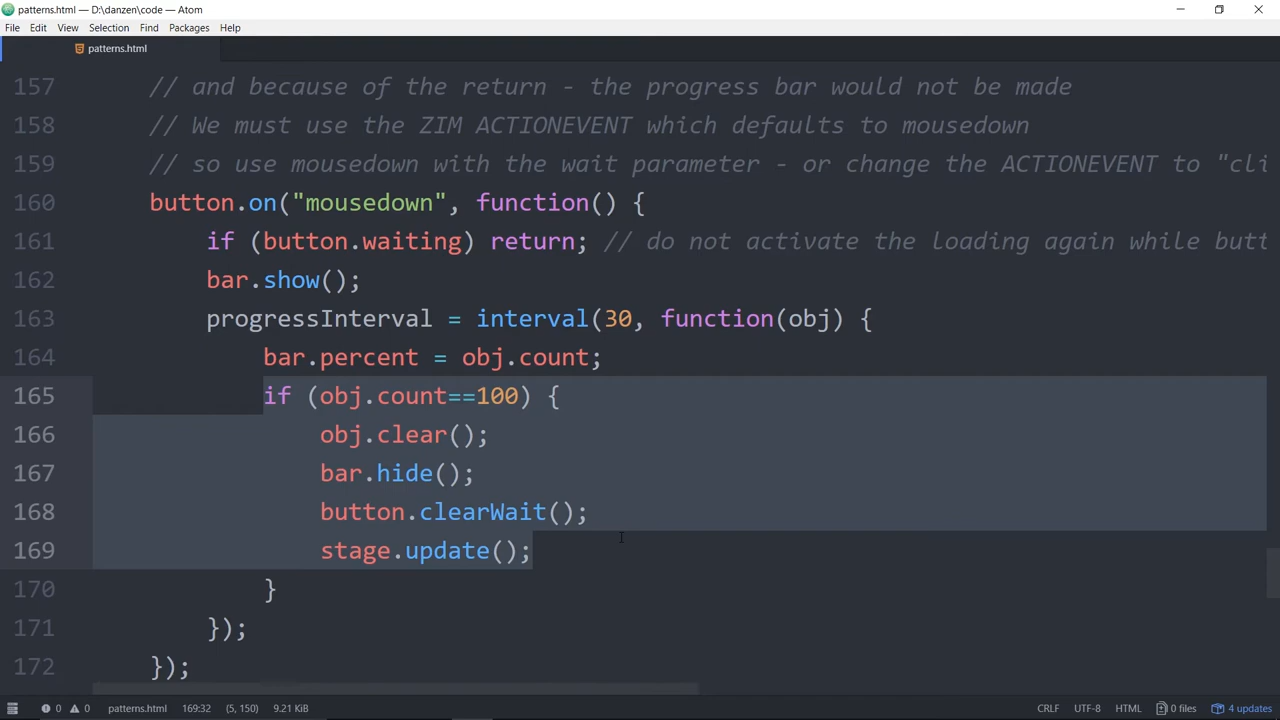 patterns.html — D:\danzen\code — Atom
File Edit View Selection Find Packages Help
patterns.html
157 // and because of the return - the progress bar would not be made
158 // We must use the ZIM ACTIONEVENT which defaults to mousedown
159 // so use mousedown with the wait parameter - or change the ACTIONEVENT to "cli
160 button.on("mousedown", function() {
161 if (button.waiting) return; // do not activate the loading again while butt
162 bar.show();
163 progressInterval = interval(30, function(obj) {
164 bar.percent = obj.count;
165 if (obj.count==100) {
166 obj.clear();
167 bar.hide();
168 button.clearWait();
169 stage.update();
170 }
171 });
172 });
0 0 patterns.html 169:32 (5, 150) 9.21 KiB CRLF UTF-8 HTML 0 files 4 updates